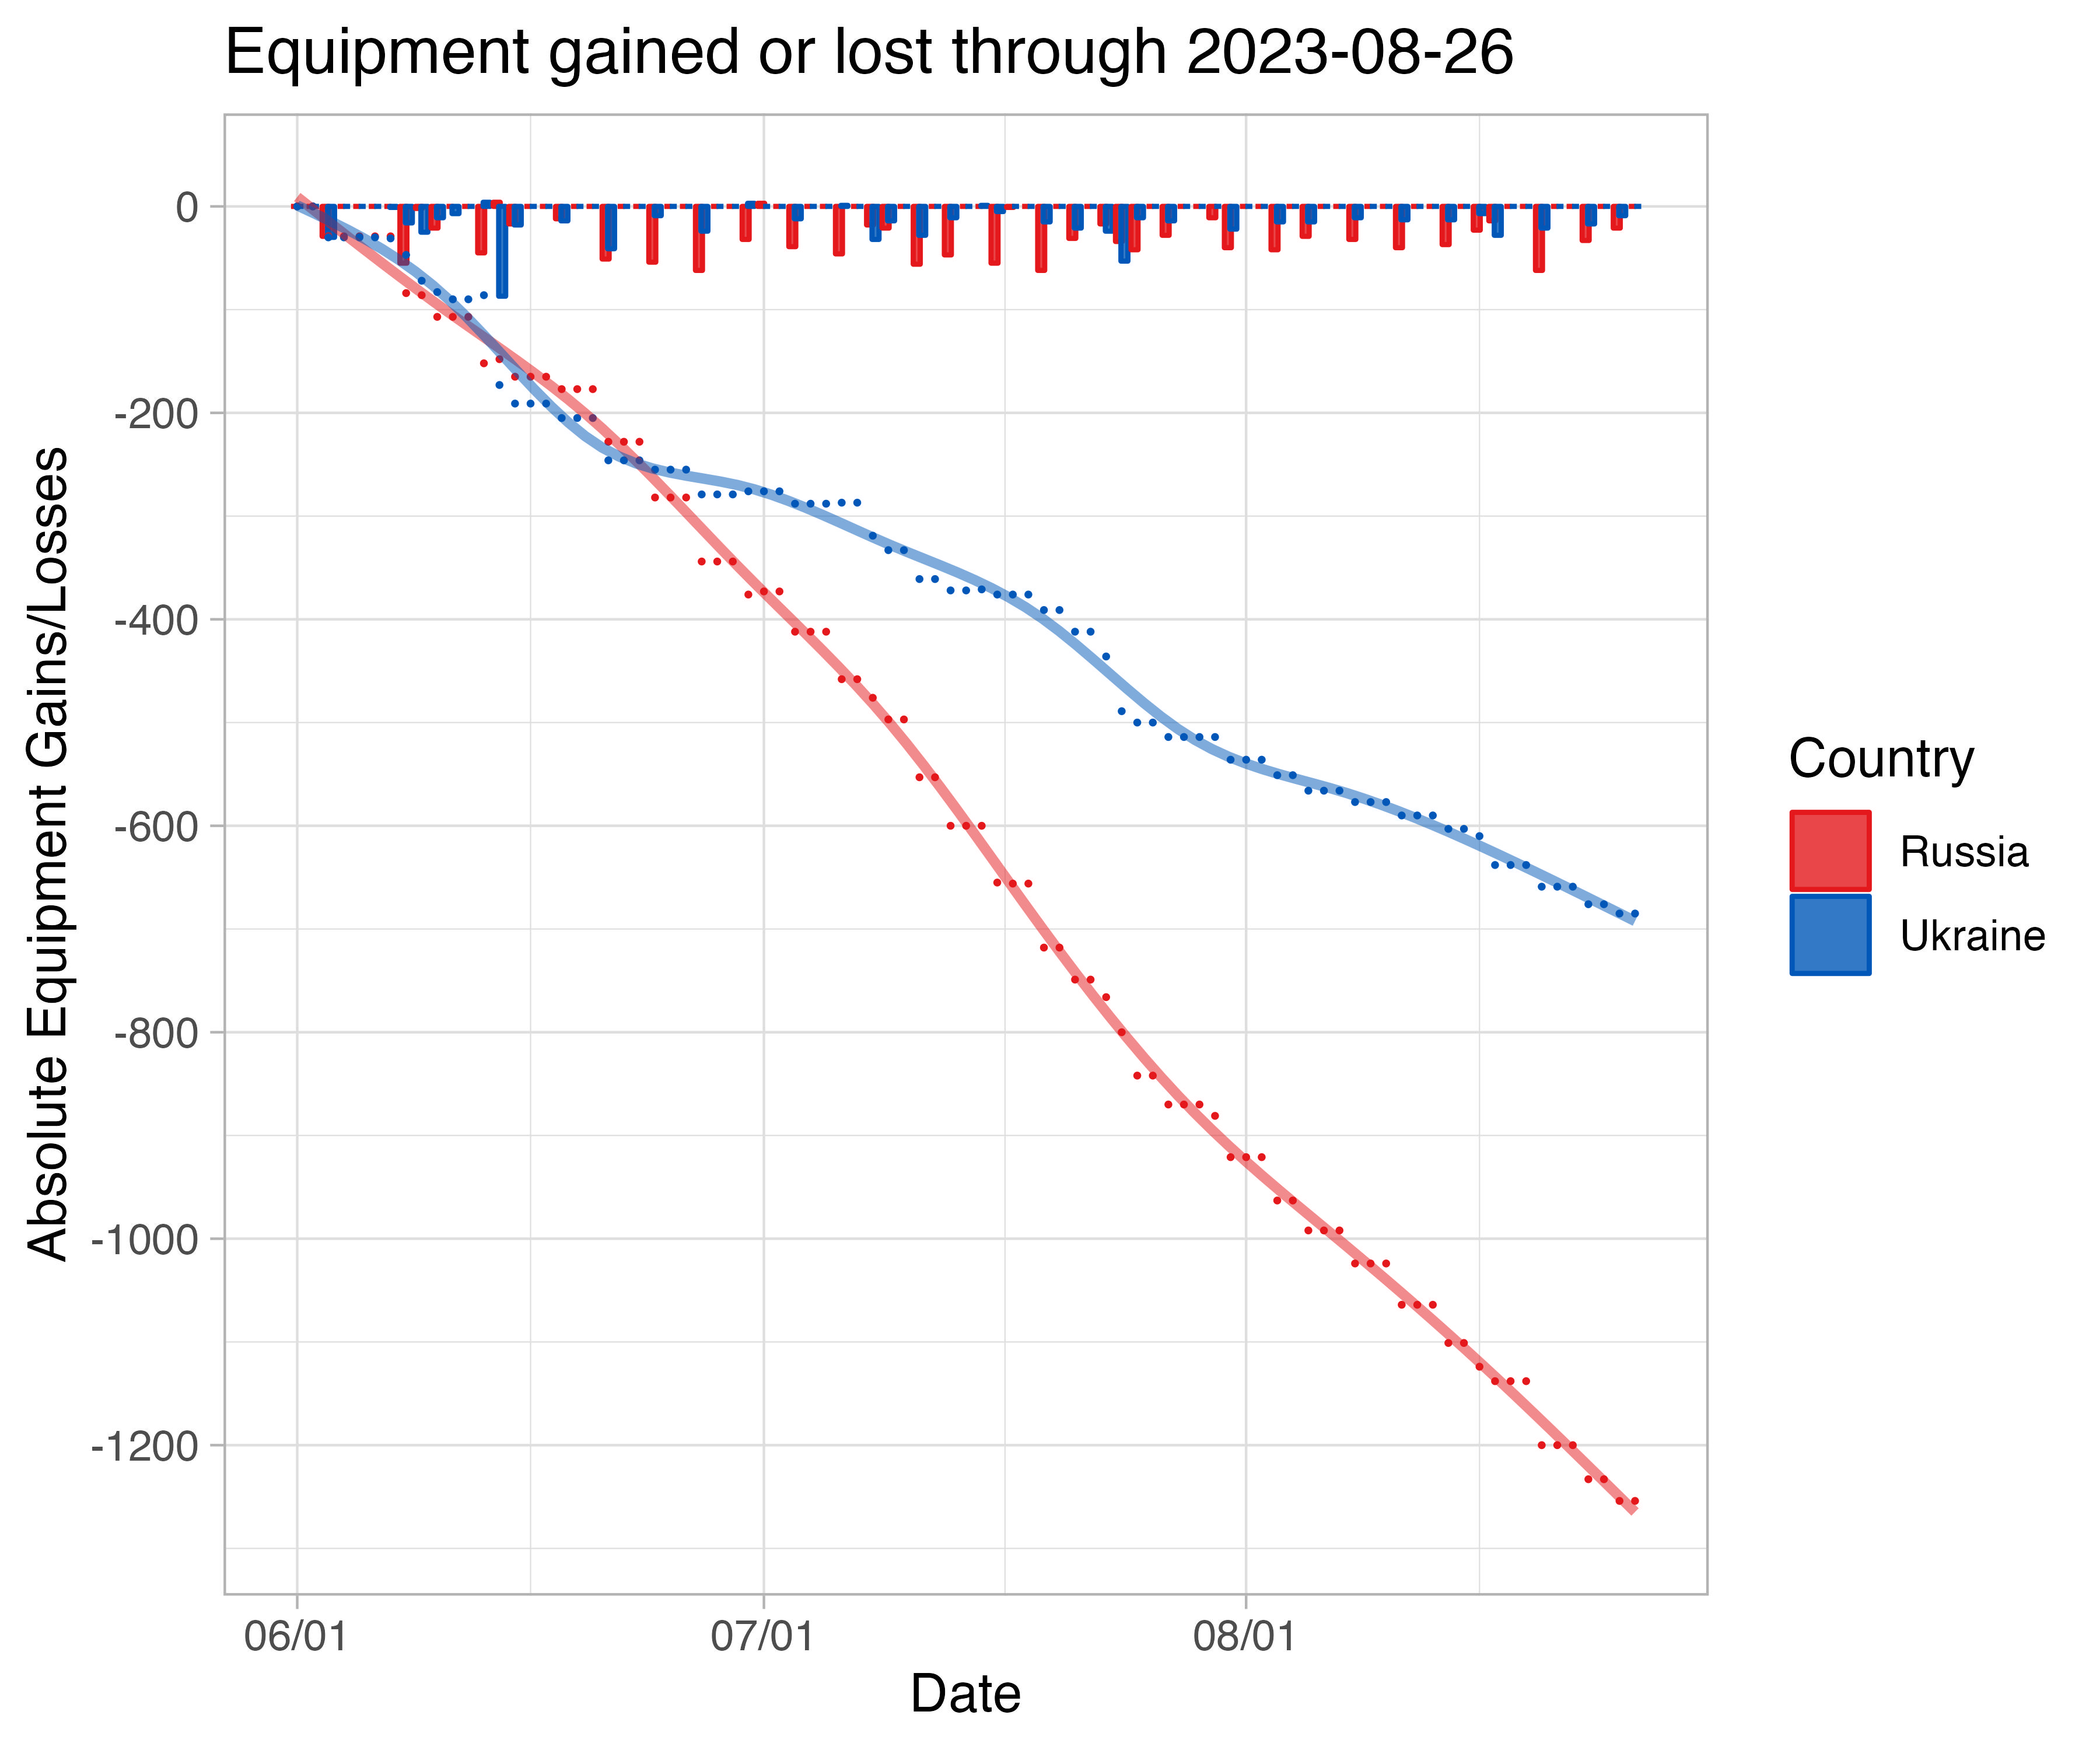 Equipment gained or lost through 2023-08-26
Absolute Equipment Gains/Losses
0
-200
-400
-600
-800
-1000
-1200
06/01
07/01
08/01
Date
Country
Russia
Ukraine